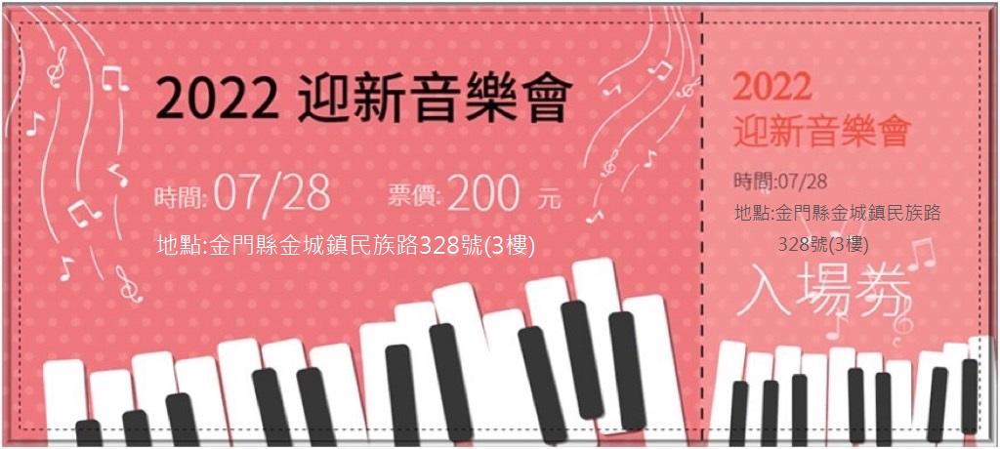 2022 迎新音樂會
時間:07/28 票價:200 元
地點:金門縣金城鎮民族路328號(3樓)
2022
迎新音樂會
時間:07/28
地點:金門縣金城鎮民族路
328號(3樓)
入場券